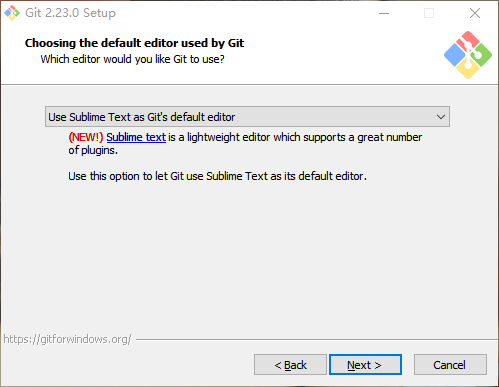 Git 2.23.0 Setup
Choosing the default editor used by Git
Which editor would you like Git to use?
Use Sublime Text as Git's default editor
(NEW!) Sublime text is a lightweight editor which supports a great number
of plugins.
Use this option to let Git use Sublime Text as its default editor.
https://gitforwindows.org/
< Back
Next >
Cancel